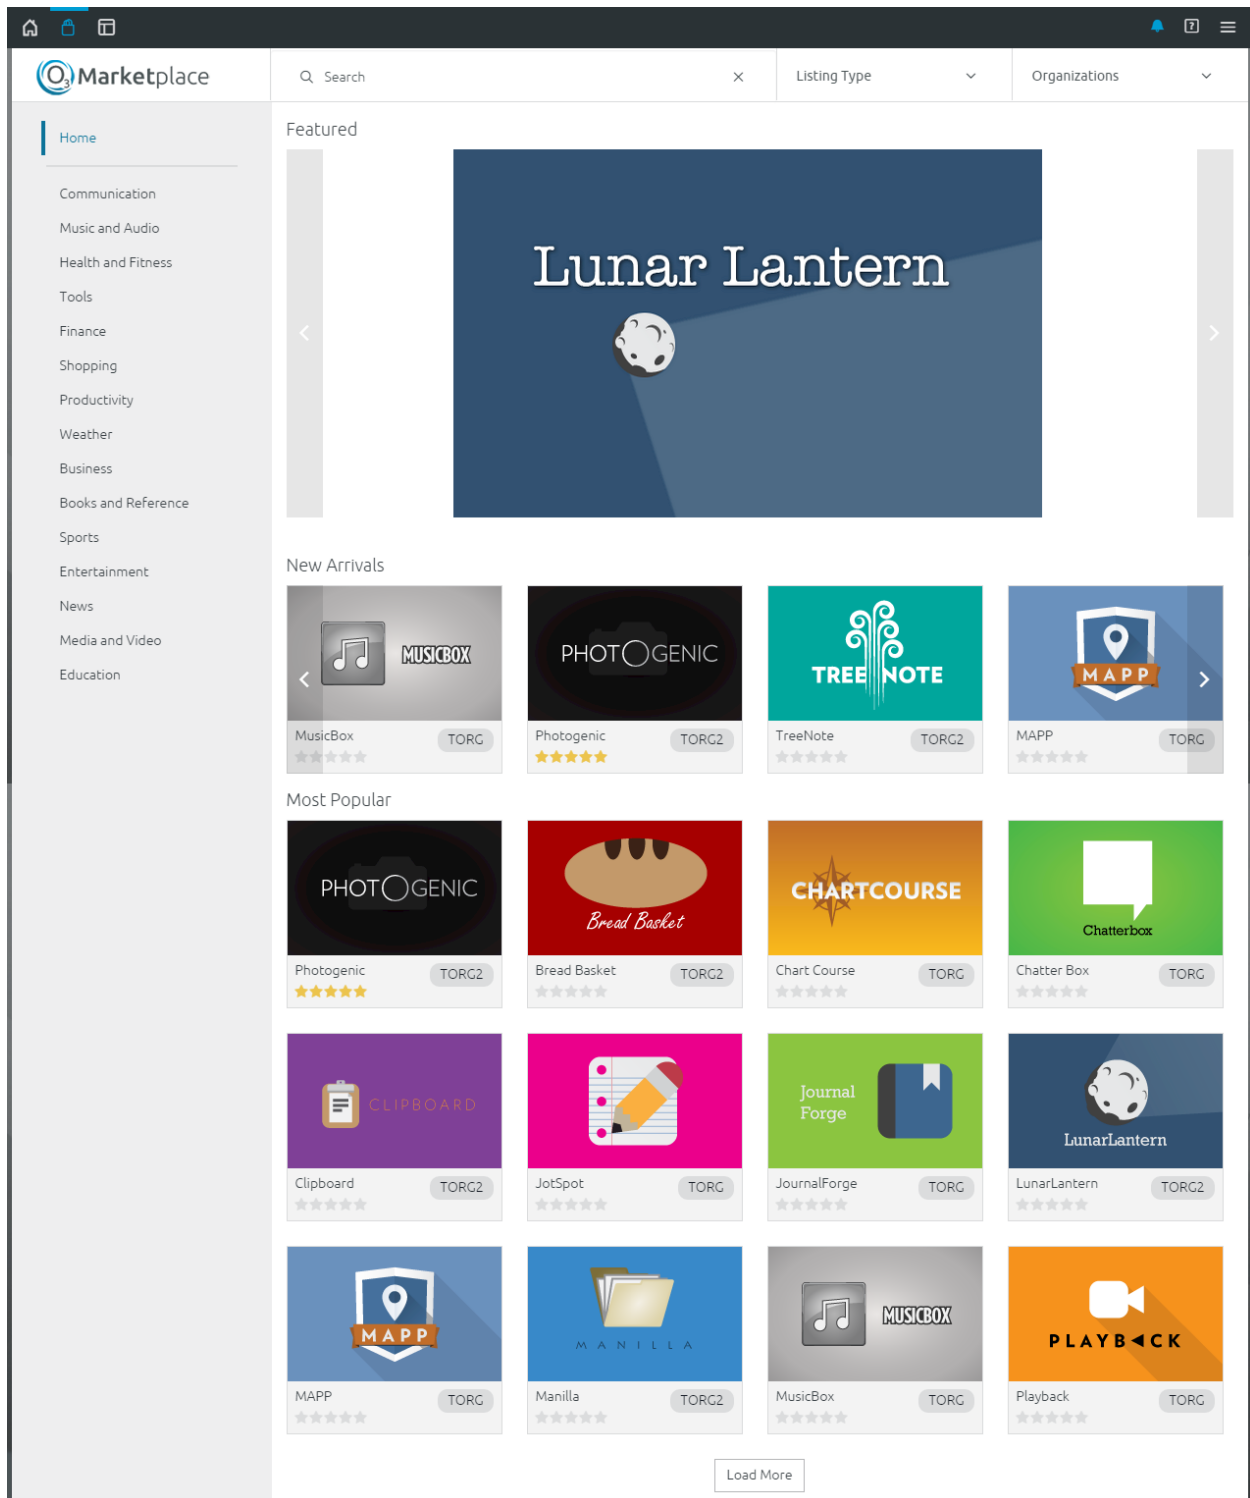 O3 Marketplace
Search
Listing Type
Organizations
Home
Communication
Music and Audio
Health and Fitness
Tools
Finance
Shopping
Productivity
Weather
Business
Books and Reference
Sports
Entertainment
News
Media and Video
Education
Featured
Lunar Lantern
New Arrivals
MUSICBOX
PHOTOGENIC
TREENOTE
MAPP
MusicBox
TORG
Photogenic
TORG2
TreeNote
TORG2
MAPP
TORG
Most Popular
PHOTOGENIC
Bread Basket
CHARTCOURSE
Chatterbox
Photogenic
TORG2
Bread Basket
TORG2
Chart Course
TORG
Chatter Box
TORG
CLIPBOARD
Journal
Forge
LunarLantern
Clipboard
TORG2
JotSpot
TORG
JournalForge
TORG
LunarLantern
TORG2
MAPP
MANILLA
MUSICBOX
PLAYBACK
MAPP
TORG
Manilla
TORG2
MusicBox
TORG
Playback
TORG
Load More